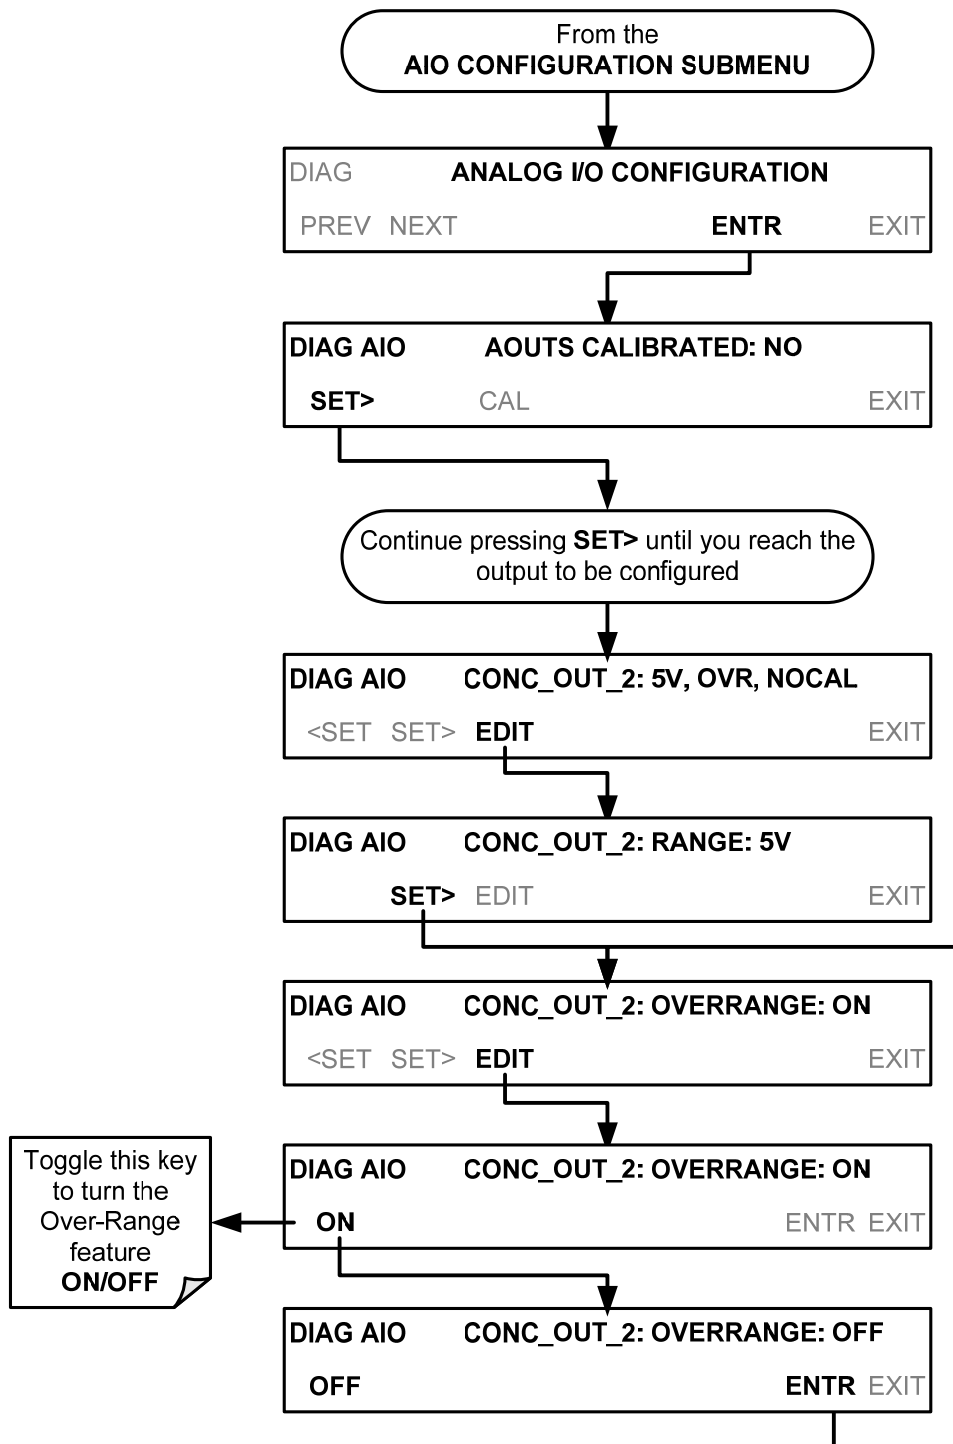 From the
AIO CONFIGURATION SUBMENU
DIAG ANALOG I/O CONFIGURATION
PREV NEXT ENTR EXIT
DIAG AIO AOUTS CALIBRATED: NO
SET> CAL EXIT
Continue pressing SET> until you reach the
output to be configured
DIAG AIO CONC_OUT_2: 5V, OVR, NOCAL
<SET SET> EDIT EXIT
DIAG AIO CONC_OUT_2: RANGE: 5V
SET> EDIT EXIT
DIAG AIO CONC_OUT_2: OVERRANGE: ON
<SET SET> EDIT EXIT
Toggle this key
to turn the
Over-Range
feature
ON/OFF
DIAG AIO CONC_OUT_2: OVERRANGE: ON
ON ENTR EXIT
DIAG AIO CONC_OUT_2: OVERRANGE: OFF
OFF ENTR EXIT